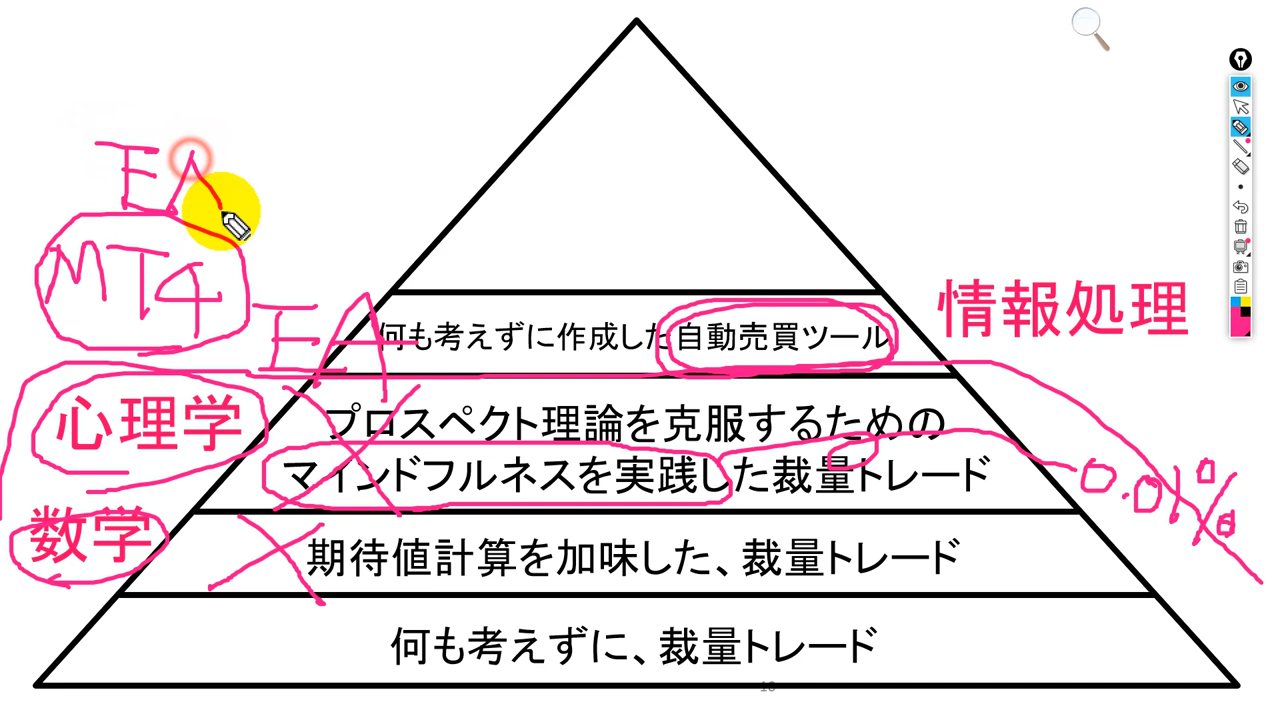 EA
MT4
EA
何も考えずに作成した自動売買ツール
情報処理
心理学
プロスペクト理論を克服するための
マインドフルネスを実践した裁量トレード
0.01%
数学
期待値計算を加味した、裁量トレード
何も考えずに、裁量トレード
13